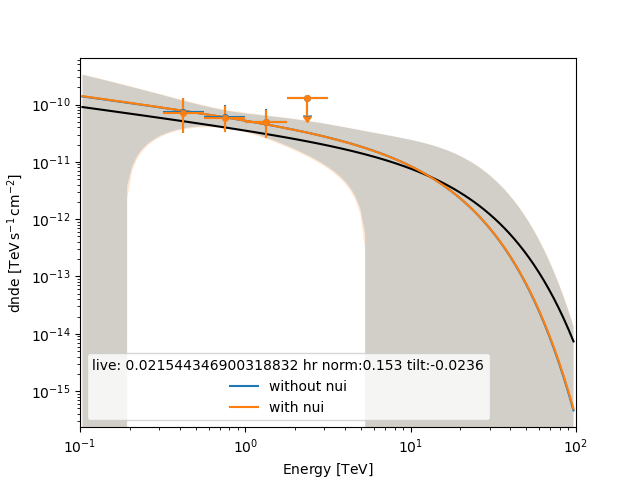 10⁻¹⁰
10⁻¹¹
10⁻¹²
10⁻¹³
10⁻¹⁴
10⁻¹⁵
dnde [TeV s⁻¹ cm⁻²]
live: 0.021544346900318832 hr norm:0.153 tilt:-0.0236
without nui
with nui
10⁻¹ 10⁰ 10¹ 10²
Energy [TeV]